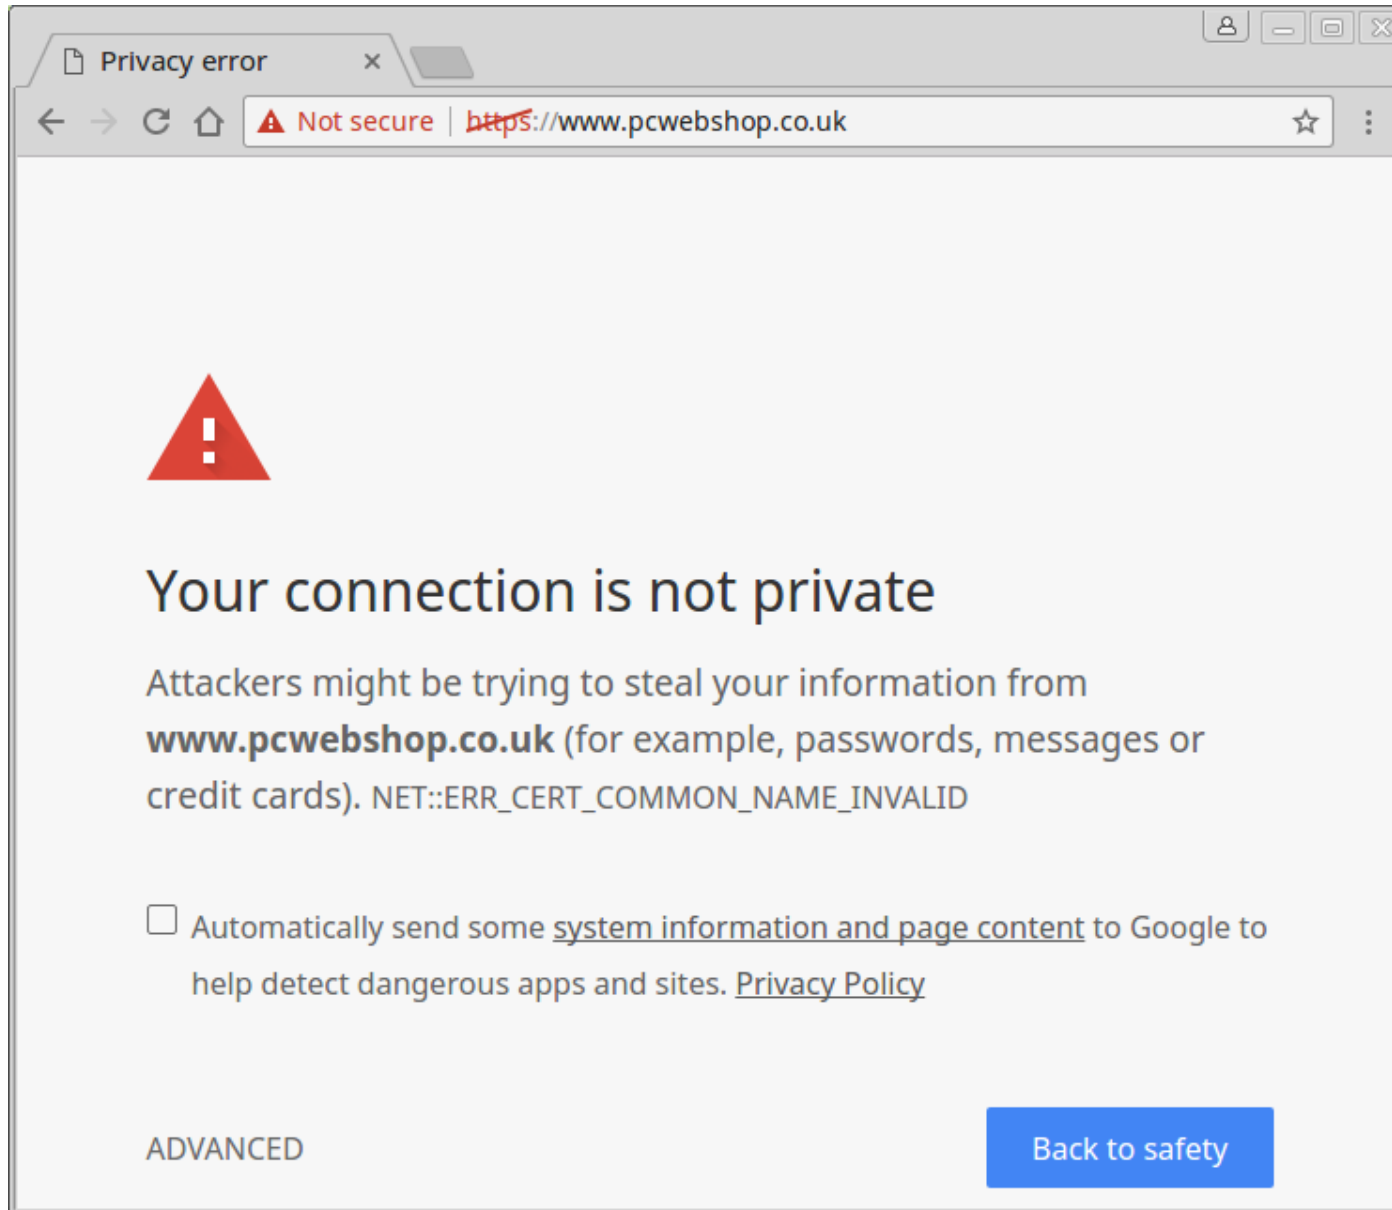 Privacy error
Not secure https://www.pcwebshop.co.uk
Your connection is not private
Attackers might be trying to steal your information from
www.pcwebshop.co.uk (for example, passwords, messages or
credit cards). NET::ERR_CERT_COMMON_NAME_INVALID
Automatically send some system information and page content to Google to
help detect dangerous apps and sites. Privacy Policy
ADVANCED
Back to safety